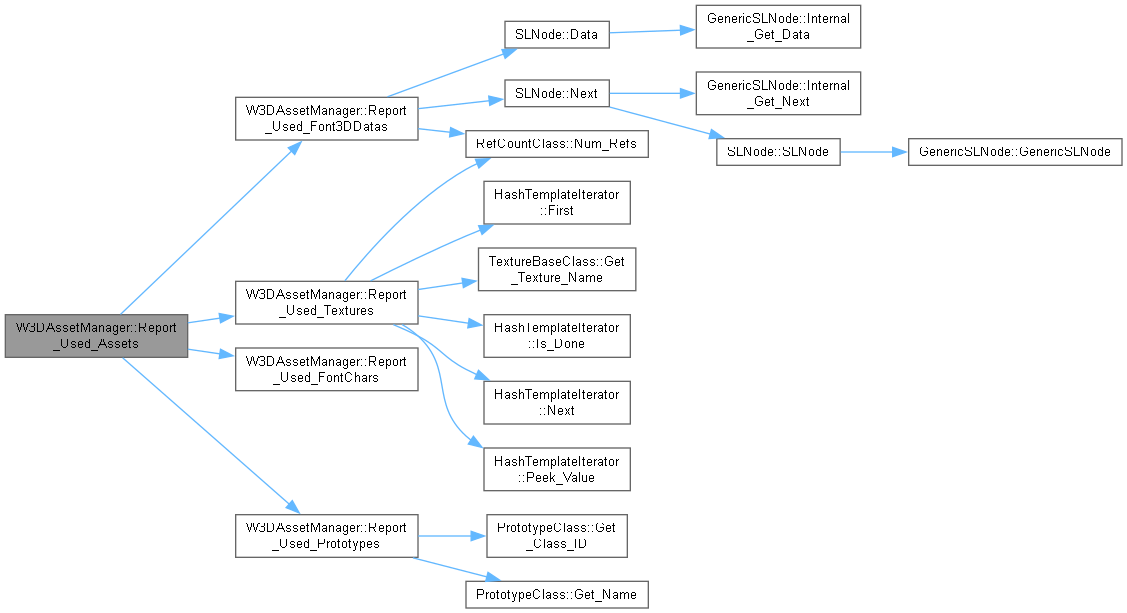 SLNode::Data
GenericSLNode::Internal
_Get_Data
W3DAssetManager::Report
_Used_Font3DDatas
SLNode::Next
GenericSLNode::Internal
_Get_Next
RefCountClass::Num_Refs
SLNode::SLNode
GenericSLNode::GenericSLNode
HashTemplateIterator
::First
TextureBaseClass::Get
_Texture_Name
W3DAssetManager::Report
_Used_Textures
W3DAssetManager::Report
_Used_Assets
HashTemplateIterator
::Is_Done
W3DAssetManager::Report
_Used_FontChars
HashTemplateIterator
::Next
HashTemplateIterator
::Peek_Value
W3DAssetManager::Report
_Used_Prototypes
PrototypeClass::Get
_Class_ID
PrototypeClass::Get_Name